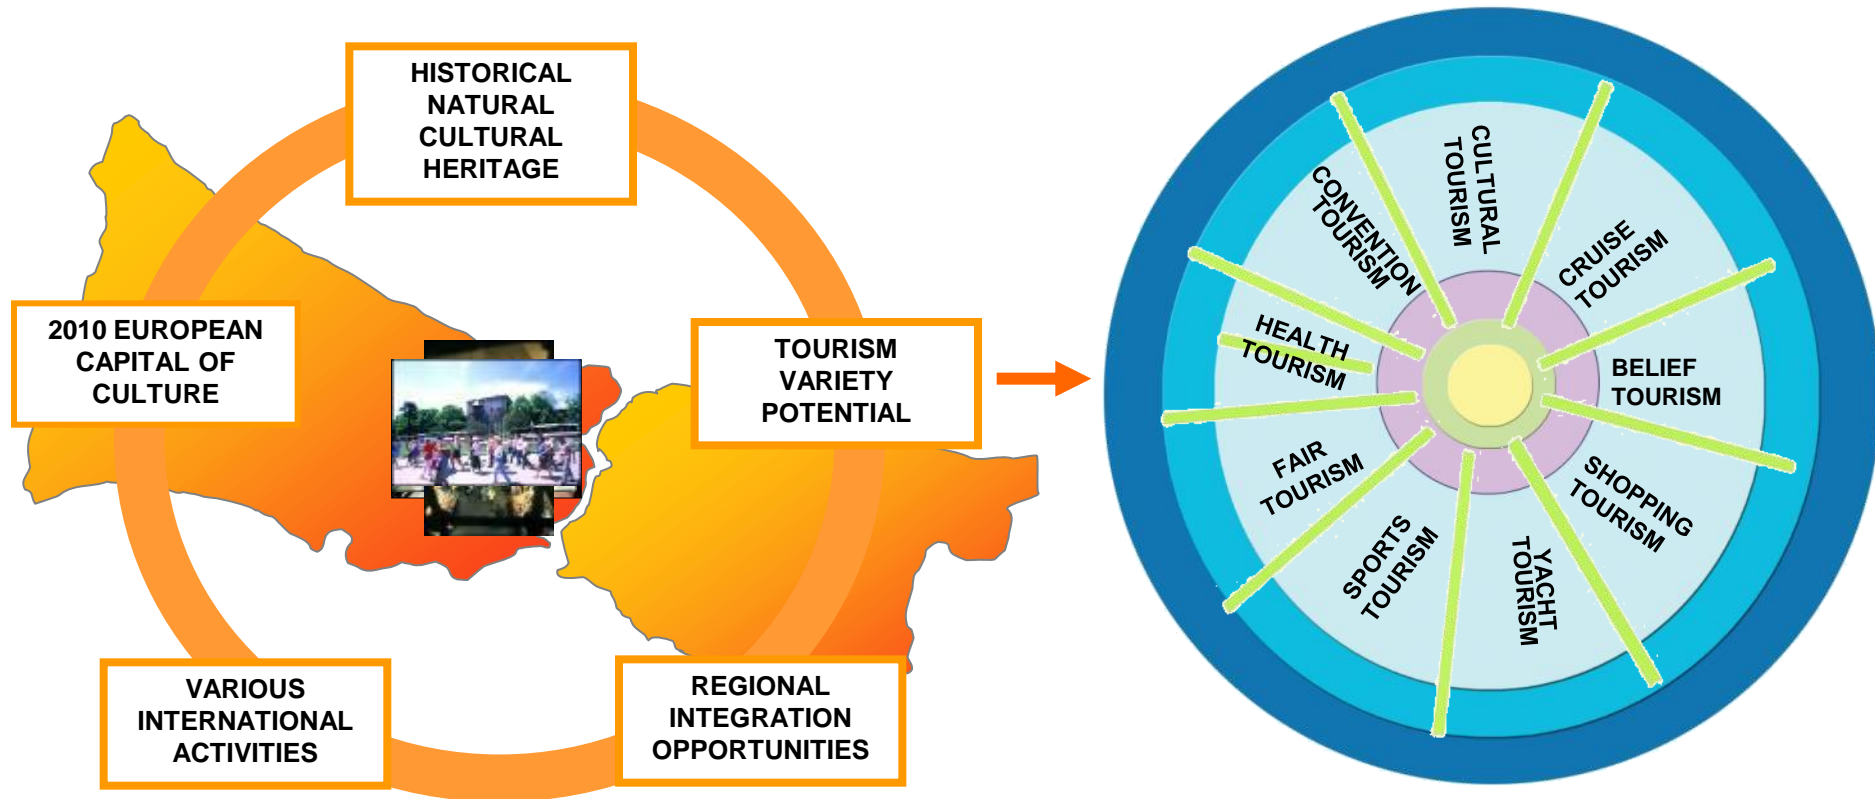 HISTORICAL
NATURAL
CULTURAL
HERITAGE
2010 EUROPEAN
CAPITAL OF
CULTURE
TOURISM
VARIETY
POTENTIAL
VARIOUS
INTERNATIONAL
ACTIVITIES
REGIONAL
INTEGRATION
OPPORTUNITIES
CULTURAL
TOURISM
CRUISE
TOURISM
BELIEF
TOURISM
SHOPPING
TOURISM
YACHT
TOURISM
SPORTS
TOURISM
FAIR
TOURISM
HEALTH
TOURISM
CONVENTION
TOURISM